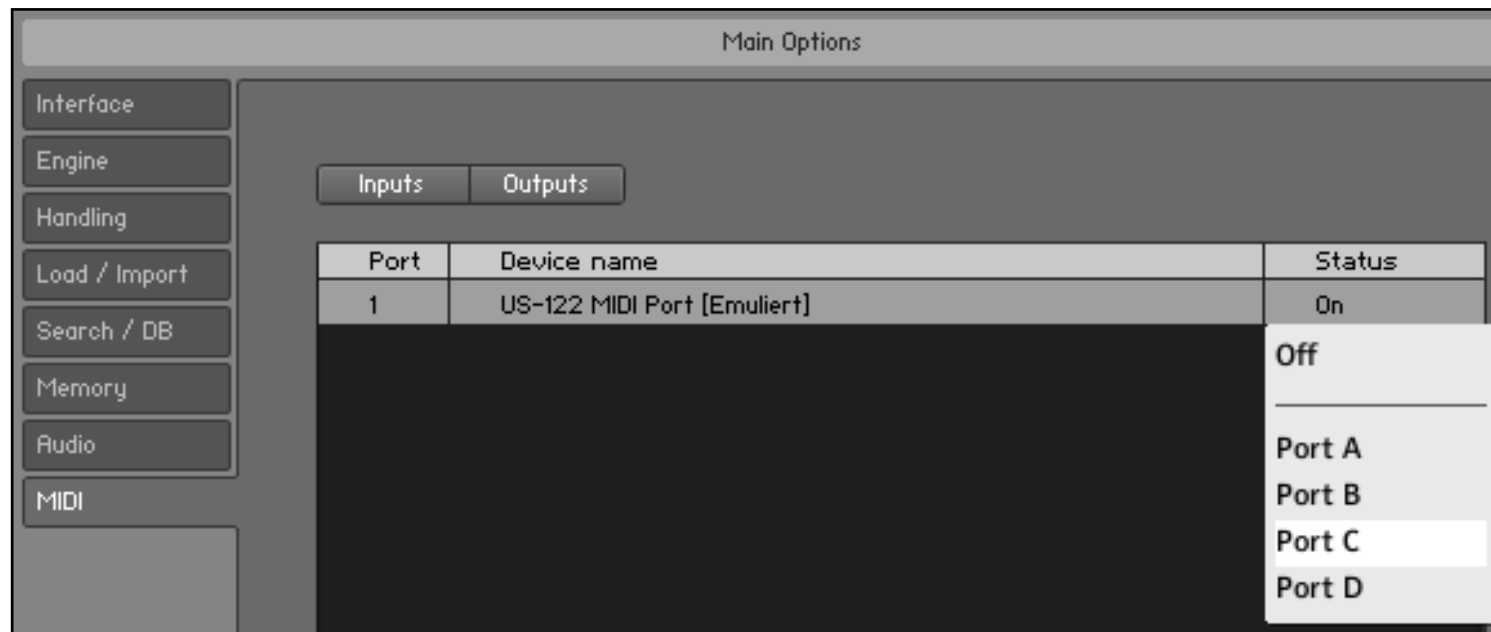 Main Options
Interface
Engine
Handling
Load / Import
Search / DB
Memory
Audio
MIDI
Inputs Outputs
Port Device name Status
1 US-122 MIDI Port [Emuliert] On
Off
Port A
Port B
Port C
Port D